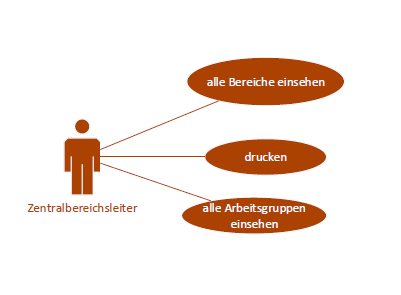 alle Bereiche einsehen
drucken
Zentralbereichsleiter
alle Arbeitsgruppen
einsehen